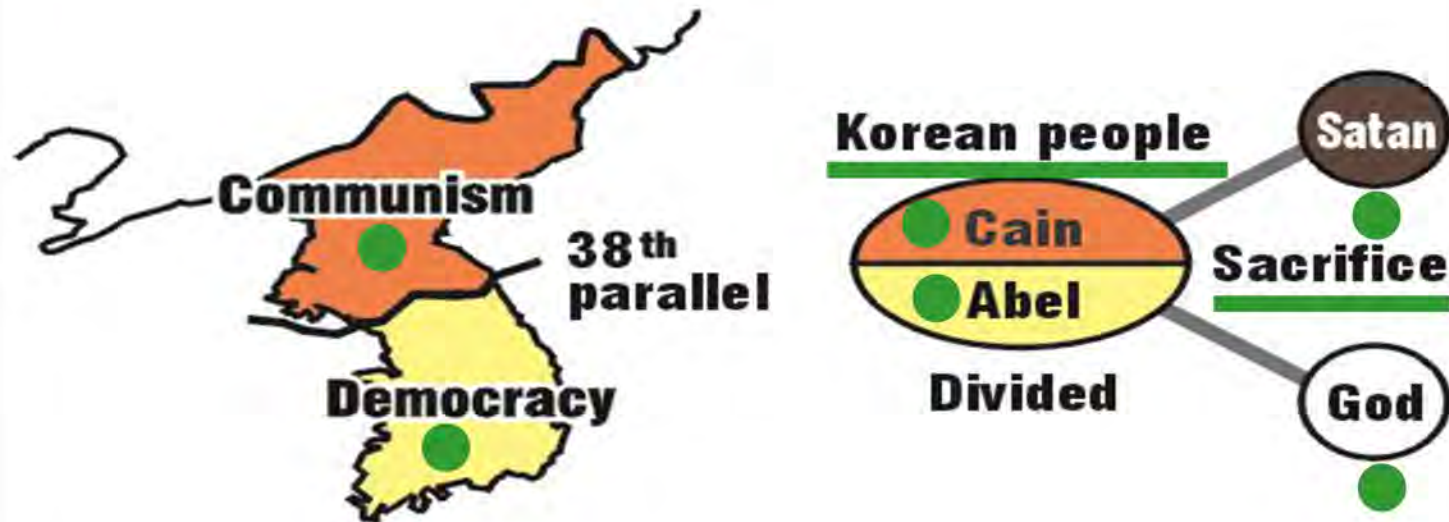 Communism
38th
parallel
Democracy
Korean people
Satan
Cain
Sacrifice
Abel
Divided
God